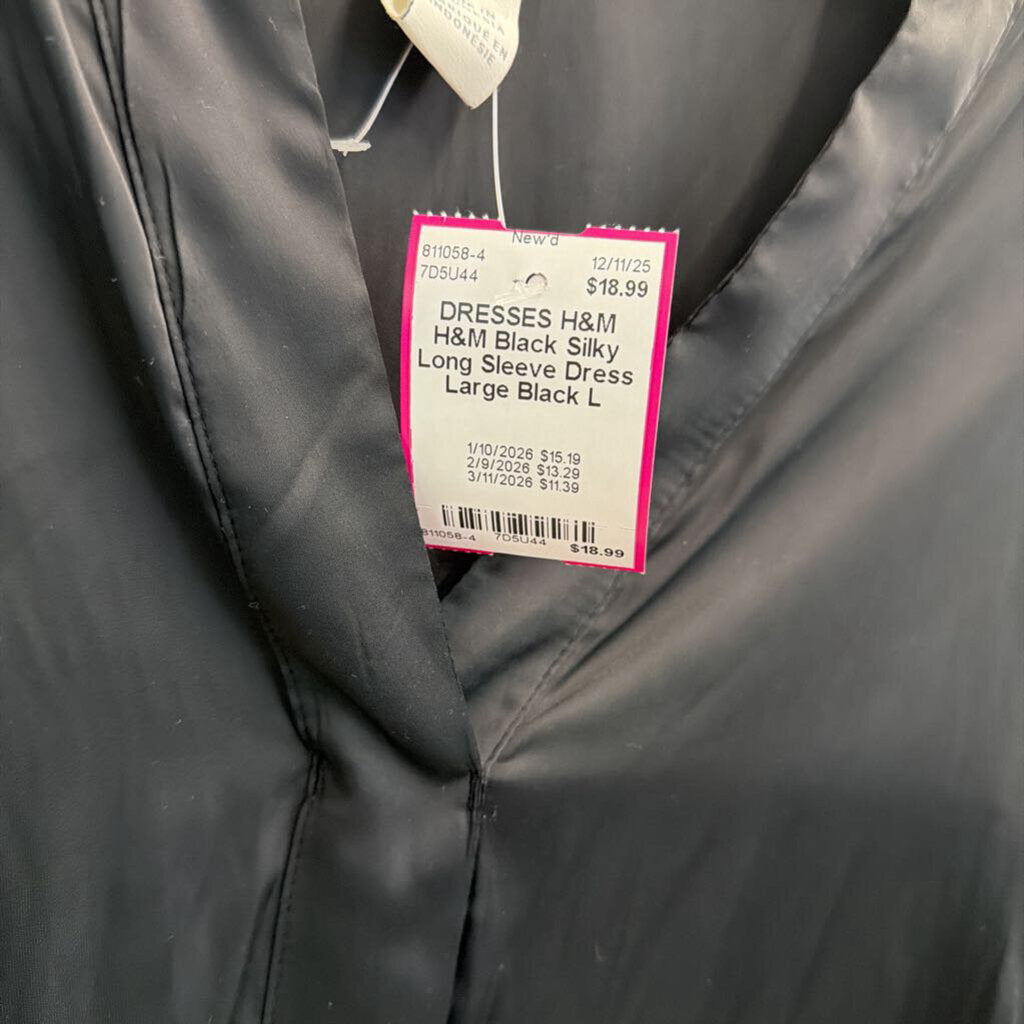 INDONÉSIE
New'd
811058-4 12/11/25
7D5U44 $18.99
DRESSES H&M
H&M Black Silky
Long Sleeve Dress
Large Black L
1/10/2026 $15.19
2/9/2026 $13.29
3/11/2026 $11.39
811058-4 7D5U44 $18.99